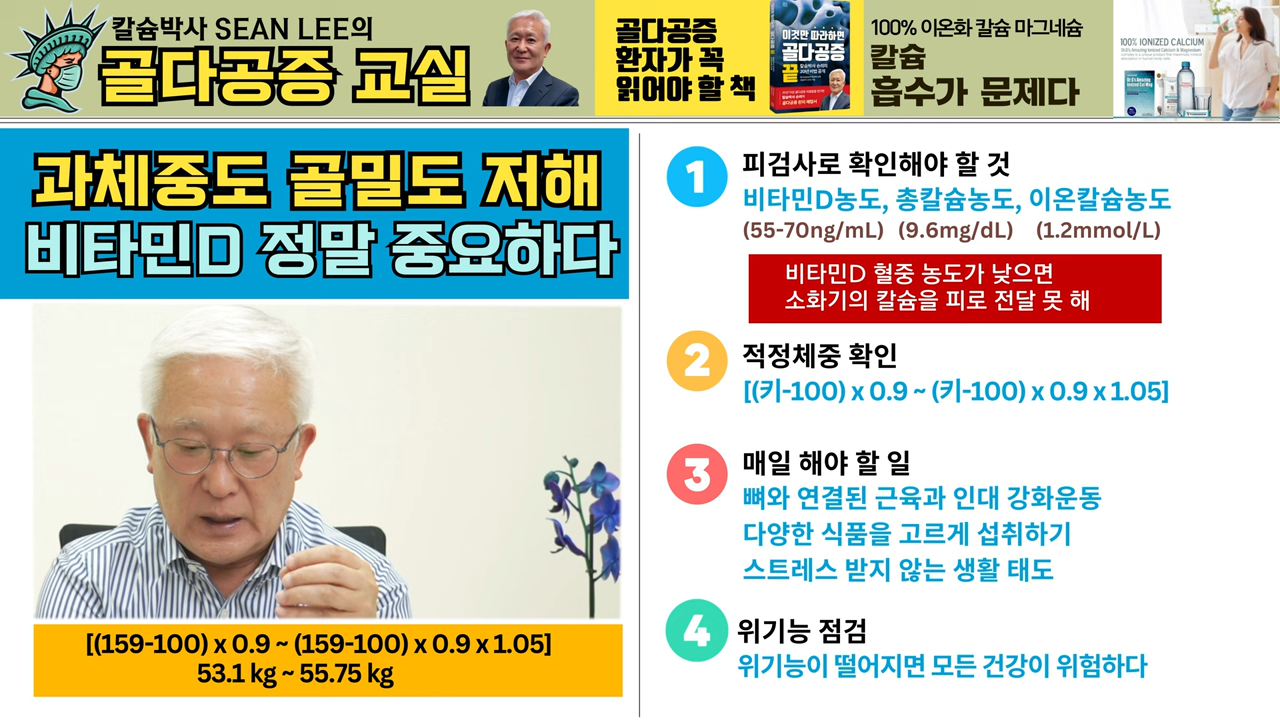 칼슘박사 SEAN LEE의
골다공증 교실
골다공증
환자가 꼭
읽어야 할 책
이것만 따라하면
골다공증
끝
100% 이온화 칼슘 마그네슘
칼슘
흡수가 문제다
100% IONIZED CALCIUM
과체중도 골밀도 저해
비타민D 정말 중요하다
[(159-100) x 0.9 ~ (159-100) x 0.9 x 1.05]
53.1 kg ~ 55.75 kg
1 피검사로 확인해야 할 것
비타민D농도, 총칼슘농도, 이온칼슘농도
(55-70ng/mL) (9.6mg/dL) (1.2mmol/L)
비타민D 혈중 농도가 낮으면
소화기의 칼슘을 피로 전달 못 해
2 적정체중 확인
[(키-100) x 0.9 ~ (키-100) x 0.9 x 1.05]
3 매일 해야 할 일
뼈와 연결된 근육과 인대 강화운동
다양한 식품을 고르게 섭취하기
스트레스 받지 않는 생활 태도
4 위기능 점검
위기능이 떨어지면 모든 건강이 위험하다